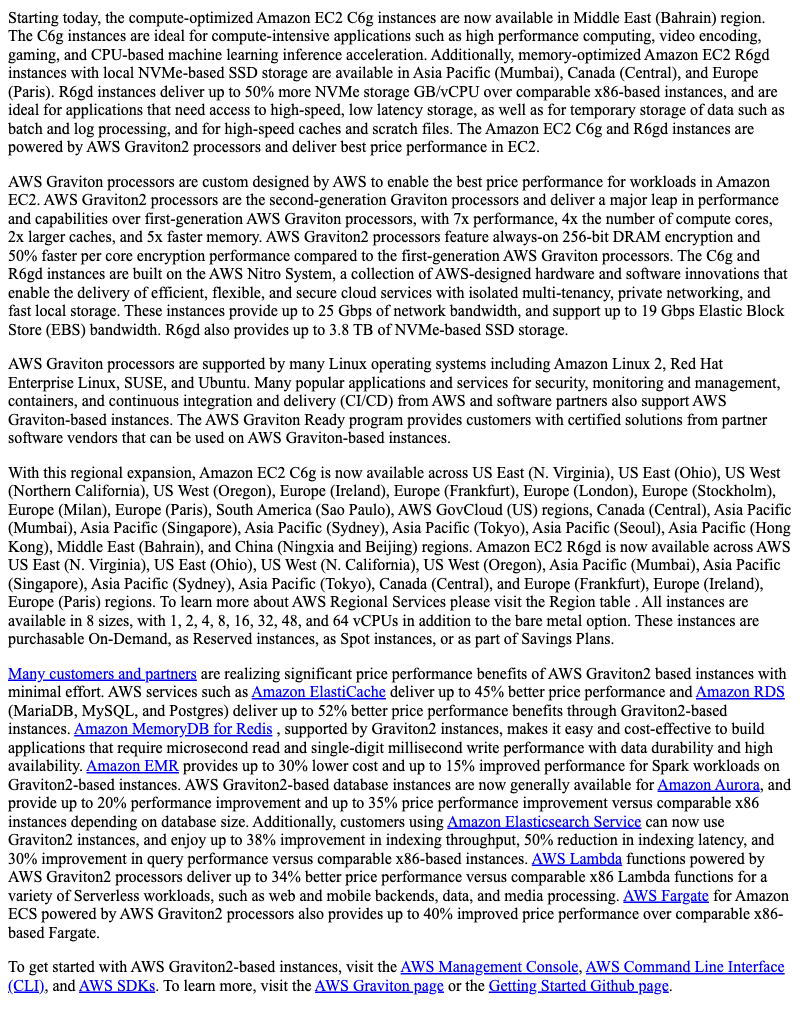 Starting today, the compute-optimized Amazon EC2 C6g instances are now available in Middle East (Bahrain) region.
The C6g instances are ideal for compute-intensive applications such as high performance computing, video encoding,
gaming, and CPU-based machine learning inference acceleration. Additionally, memory-optimized Amazon EC2 R6gd
instances with local NVMe-based SSD storage are available in Asia Pacific (Mumbai), Canada (Central), and Europe
(Paris). R6gd instances deliver up to 50% more NVMe storage GB/vCPU over comparable x86-based instances, and are
ideal for applications that need access to high-speed, low latency storage, as well as for temporary storage of data such as
batch and log processing, and for high-speed caches and scratch files. The Amazon EC2 C6g and R6gd instances are
powered by AWS Graviton2 processors and deliver best price performance in EC2.
AWS Graviton processors are custom designed by AWS to enable the best price performance for workloads in Amazon
EC2. AWS Graviton2 processors are the second-generation Graviton processors and deliver a major leap in performance
and capabilities over first-generation AWS Graviton processors, with 7x performance, 4x the number of compute cores,
2x larger caches, and 5x faster memory. AWS Graviton2 processors feature always-on 256-bit DRAM encryption and
50% faster per core encryption performance compared to the first-generation AWS Graviton processors. The C6g and
R6gd instances are built on the AWS Nitro System, a collection of AWS-designed hardware and software innovations that
enable the delivery of efficient, flexible, and secure cloud services with isolated multi-tenancy, private networking, and
fast local storage. These instances provide up to 25 Gbps of network bandwidth, and support up to 19 Gbps Elastic Block
Store (EBS) bandwidth. R6gd also provides up to 3.8 TB of NVMe-based SSD storage.
AWS Graviton processors are supported by many Linux operating systems including Amazon Linux 2, Red Hat
Enterprise Linux, SUSE, and Ubuntu. Many popular applications and services for security, monitoring and management,
containers, and continuous integration and delivery (CI/CD) from AWS and software partners also support AWS
Graviton-based instances. The AWS Graviton Ready program provides customers with certified solutions from partner
software vendors that can be used on AWS Graviton-based instances.
With this regional expansion, Amazon EC2 C6g is now available across US East (N. Virginia), US East (Ohio), US West
(Northern California), US West (Oregon), Europe (Ireland), Europe (Frankfurt), Europe (London), Europe (Stockholm),
Europe (Milan), Europe (Paris), South America (Sao Paulo), AWS GovCloud (US) regions, Canada (Central), Asia Pacific
(Mumbai), Asia Pacific (Singapore), Asia Pacific (Sydney), Asia Pacific (Tokyo), Asia Pacific (Seoul), Asia Pacific (Hong
Kong), Middle East (Bahrain), and China (Ningxia and Beijing) regions. Amazon EC2 R6gd is now available across AWS
US East (N. Virginia), US East (Ohio), US West (N. California), US West (Oregon), Asia Pacific (Mumbai), Asia Pacific
(Singapore), Asia Pacific (Sydney), Asia Pacific (Tokyo), Canada (Central), and Europe (Frankfurt), Europe (Ireland),
Europe (Paris) regions. To learn more about AWS Regional Services please visit the Region table . All instances are
available in 8 sizes, with 1, 2, 4, 8, 16, 32, 48, and 64 vCPUs in addition to the bare metal option. These instances are
purchasable On-Demand, as Reserved instances, as Spot instances, or as part of Savings Plans.
Many customers and partners are realizing significant price performance benefits of AWS Graviton2 based instances with
minimal effort. AWS services such as Amazon ElastiCache deliver up to 45% better price performance and Amazon RDS
(MariaDB, MySQL, and Postgres) deliver up to 52% better price performance benefits through Graviton2-based
instances. Amazon MemoryDB for Redis , supported by Graviton2 instances, makes it easy and cost-effective to build
applications that require microsecond read and single-digit millisecond write performance with data durability and high
availability. Amazon EMR provides up to 30% lower cost and up to 15% improved performance for Spark workloads on
Graviton2-based instances. AWS Graviton2-based database instances are now generally available for Amazon Aurora, and
provide up to 20% performance improvement and up to 35% price performance improvement versus comparable x86
instances depending on database size. Additionally, customers using Amazon Elasticsearch Service can now use
Graviton2 instances, and enjoy up to 38% improvement in indexing throughput, 50% reduction in indexing latency, and
30% improvement in query performance versus comparable x86-based instances. AWS Lambda functions powered by
AWS Graviton2 processors deliver up to 34% better price performance versus comparable x86 Lambda functions for a
variety of Serverless workloads, such as web and mobile backends, data, and media processing. AWS Fargate for Amazon
ECS powered by AWS Graviton2 processors also provides up to 40% improved price performance over comparable x86-
based Fargate.
To get started with AWS Graviton2-based instances, visit the AWS Management Console, AWS Command Line Interface
(CLI), and AWS SDKs. To learn more, visit the AWS Graviton page or the Getting Started Github page.